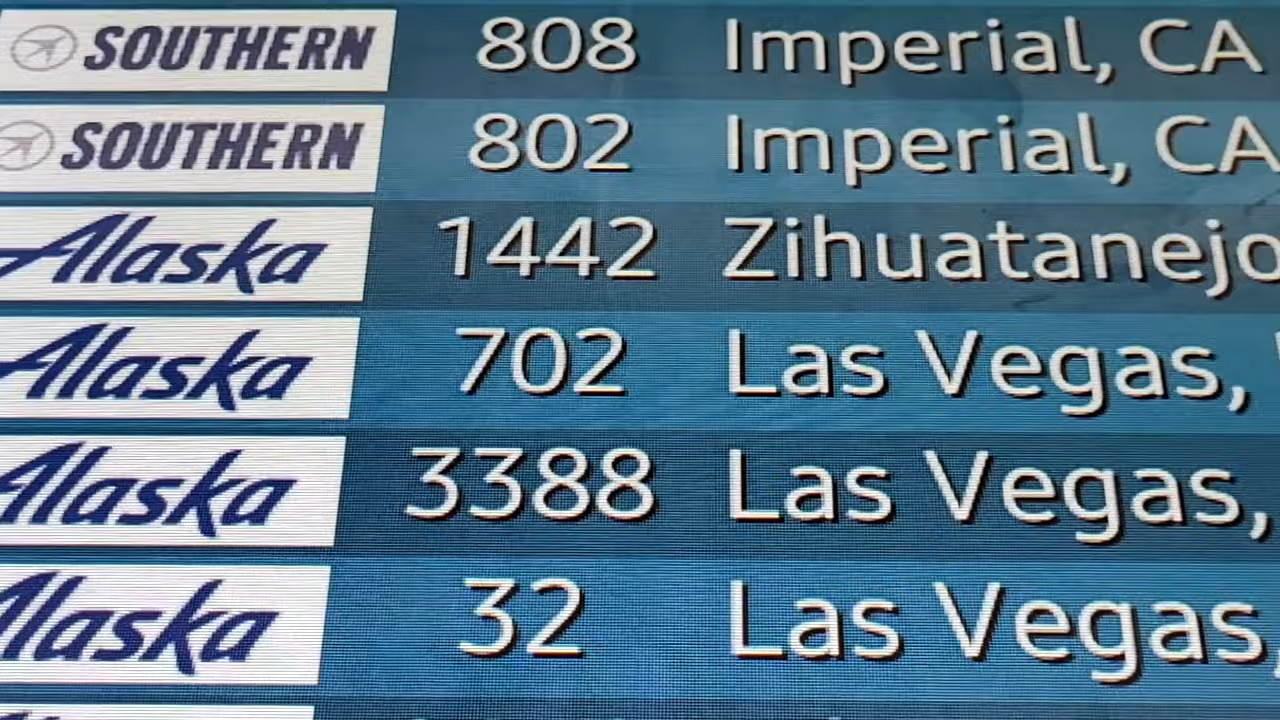 SOUTHERN 808 Imperial, CA
SOUTHERN 802 Imperial, CA
Alaska 1442 Zihuatanejo
Alaska 702 Las Vegas,
Alaska 3388 Las Vegas,
Alaska 32 Las Vegas,